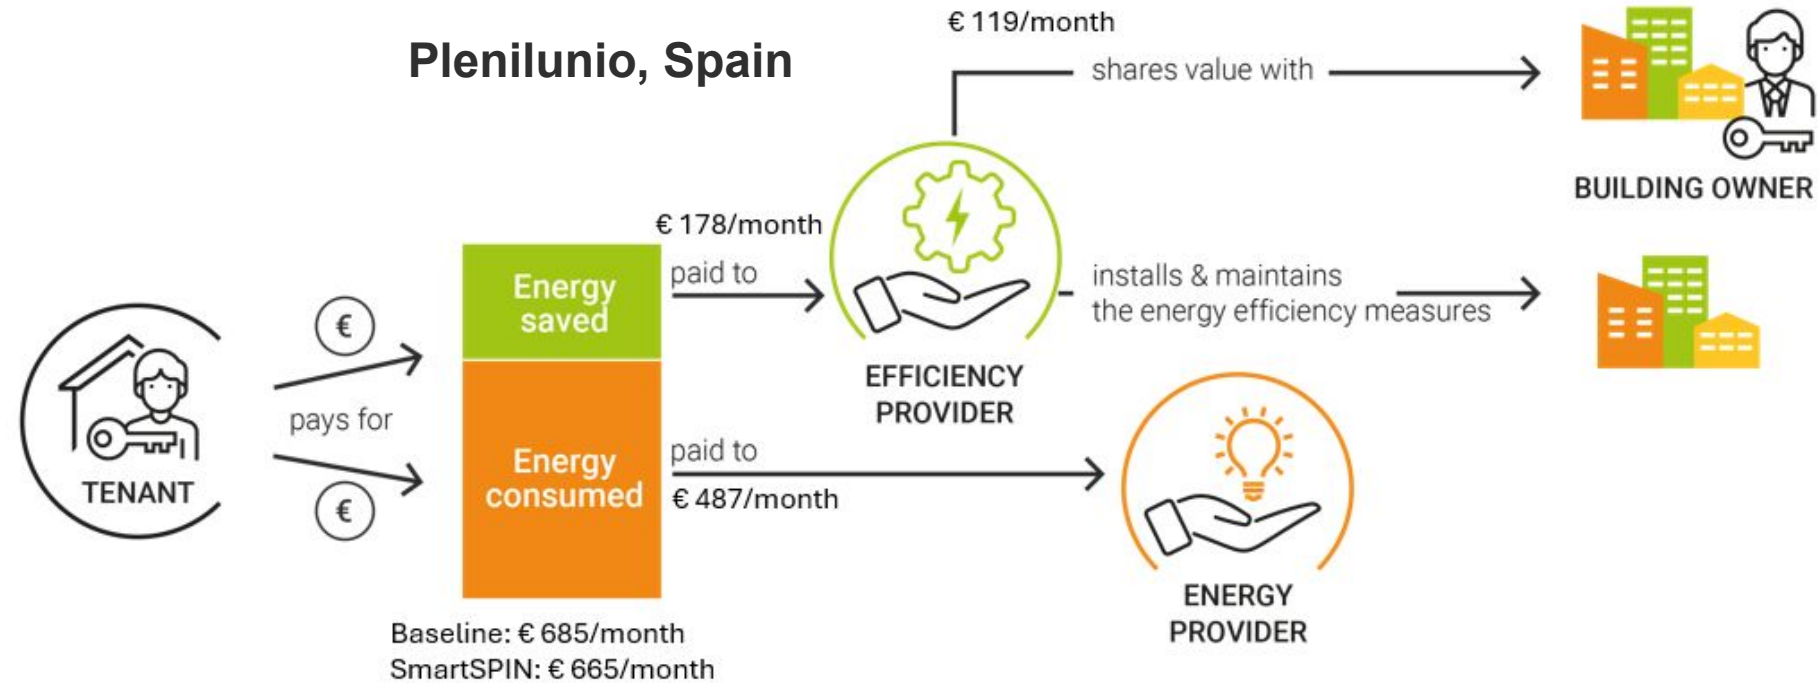 Plenilunio, Spain
€ 119/month
shares value with
BUILDING OWNER
€ 178/month
paid to
Energy
saved
installs & maintains
the energy efficiency measures
EFFICIENCY
PROVIDER
€
pays for
€
TENANT
Energy
consumed
paid to
€ 487/month
ENERGY
PROVIDER
Baseline: € 685/month
SmartSPIN: € 665/month